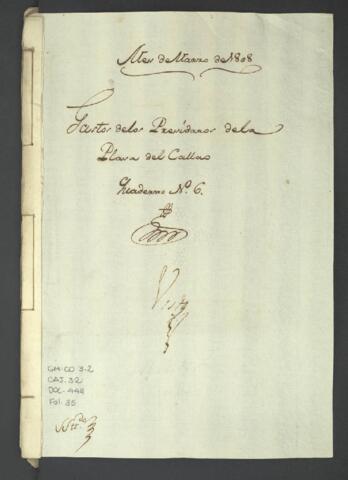 Mes de Marzo de 1808
Gastos de los Presidarios de la
Plaza del Callao
Quaderno N.º 6.
Visto
GM-CO 3-2
CAJ. 32
DOC. 448
Fol. 35